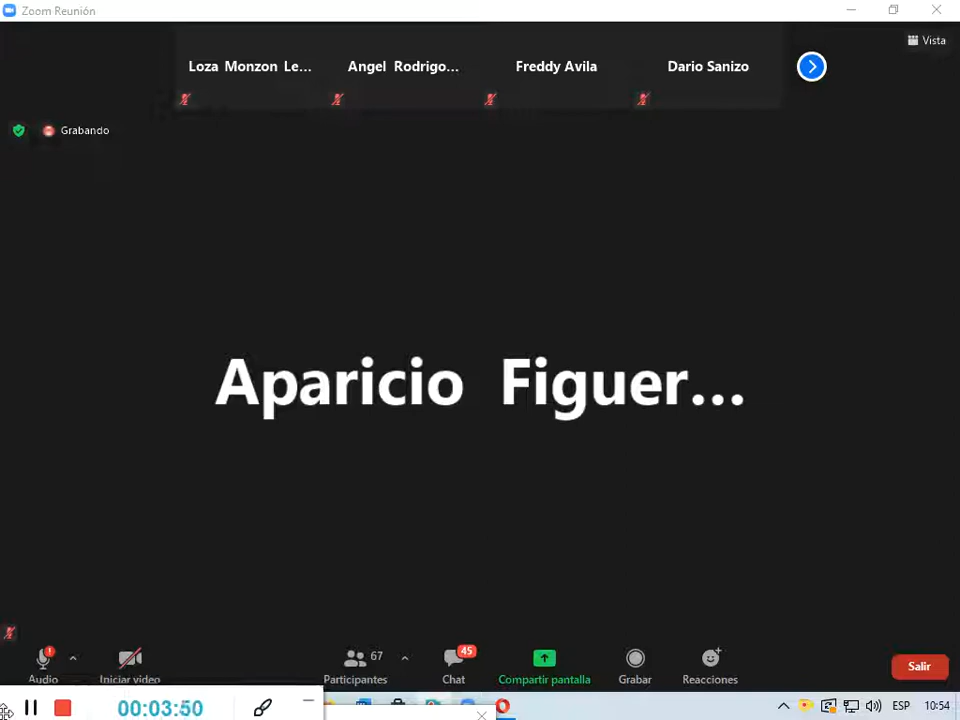 Zoom Reunión
Vista
Loza Monzon Le...
Angel Rodrigo...
Freddy Avila
Dario Sanizo
Grabando
Aparicio Figuer...
67
45
Audio
Iniciar video
Participantes
Chat
Compartir pantalla
Grabar
Reacciones
Salir
00:03:50
ESP
10:54